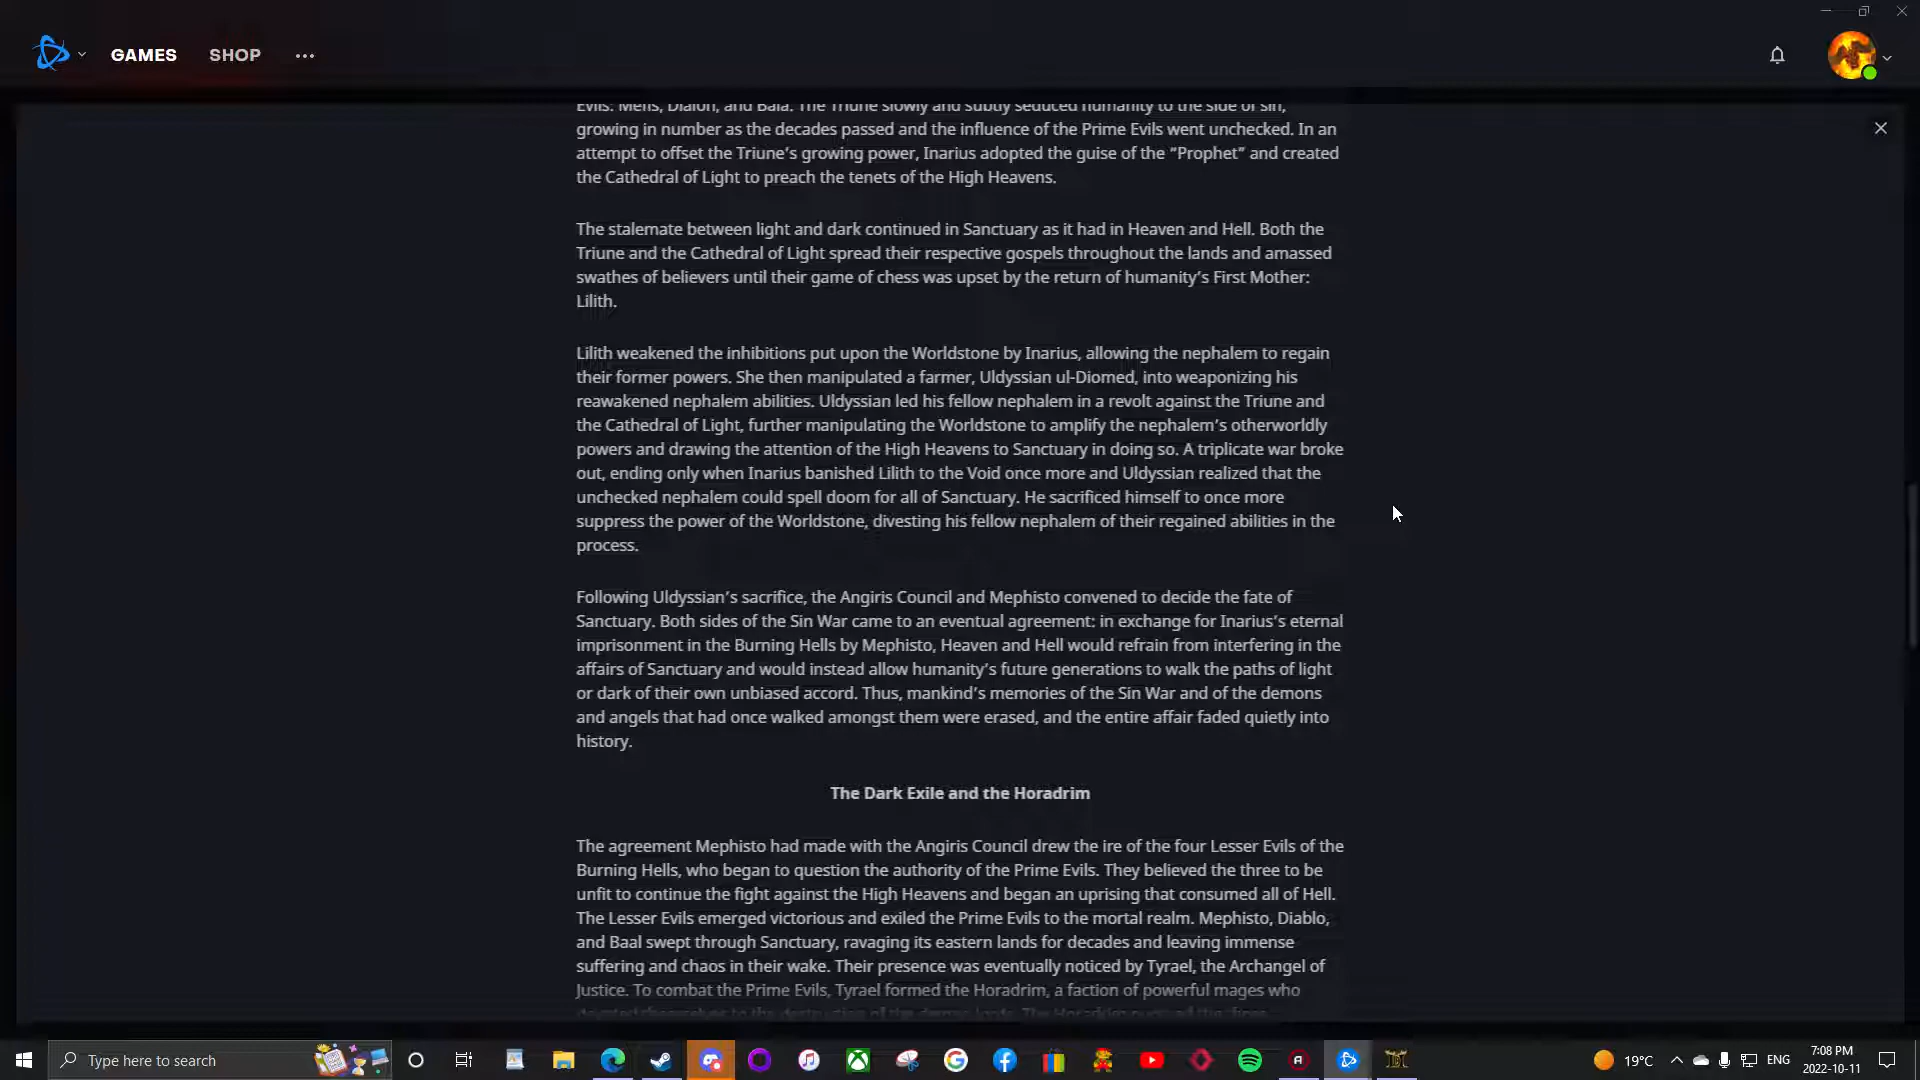 GAMES
SHOP
Evils: Mefis, Dialon, and Bala. The Triune slowly and subtly seduced humanity to the side of sin,
growing in number as the decades passed and the influence of the Prime Evils went unchecked. In an
attempt to offset the Triune’s growing power, Inarius adopted the guise of the “Prophet” and created
the Cathedral of Light to preach the tenets of the High Heavens.
The stalemate between light and dark continued in Sanctuary as it had in Heaven and Hell. Both the
Triune and the Cathedral of Light spread their respective gospels throughout the lands and amassed
swathes of believers until their game of chess was upset by the return of humanity’s First Mother:
Lilith.
Lilith weakened the inhibitions put upon the Worldstone by Inarius, allowing the nephalem to regain
their former powers. She then manipulated a farmer, Uldyssian ul-Diomed, into weaponizing his
reawakened nephalem abilities. Uldyssian led his fellow nephalem in a revolt against the Triune and
the Cathedral of Light, further manipulating the Worldstone to amplify the nephalem’s otherworldly
powers and drawing the attention of the High Heavens to Sanctuary in doing so. A triplicate war broke
out, ending only when Inarius banished Lilith to the Void once more and Uldyssian realized that the
unchecked nephalem could spell doom for all of Sanctuary. He sacrificed himself to once more
suppress the power of the Worldstone, divesting his fellow nephalem of their regained abilities in the
process.
Following Uldyssian’s sacrifice, the Angiris Council and Mephisto convened to decide the fate of
Sanctuary. Both sides of the Sin War came to an eventual agreement: in exchange for Inarius’s eternal
imprisonment in the Burning Hells by Mephisto, Heaven and Hell would refrain from interfering in the
affairs of Sanctuary and would instead allow humanity’s future generations to walk the paths of light
or dark of their own unbiased accord. Thus, mankind’s memories of the Sin War and of the demons
and angels that had once walked amongst them were erased, and the entire affair faded quietly into
history.
The Dark Exile and the Horadrim
The agreement Mephisto had made with the Angiris Council drew the ire of the four Lesser Evils of the
Burning Hells, who began to question the authority of the Prime Evils. They believed the three to be
unfit to continue the fight against the High Heavens and began an uprising that consumed all of Hell.
The Lesser Evils emerged victorious and exiled the Prime Evils to the mortal realm. Mephisto, Diablo,
and Baal swept through Sanctuary, ravaging its eastern lands for decades and leaving immense
suffering and chaos in their wake. Their presence was eventually noticed by Tyrael, the Archangel of
Justice. To combat the Prime Evils, Tyrael formed the Horadrim, a faction of powerful mages who
Type here to search
19°C
ENG
7:08 PM
2022-10-11